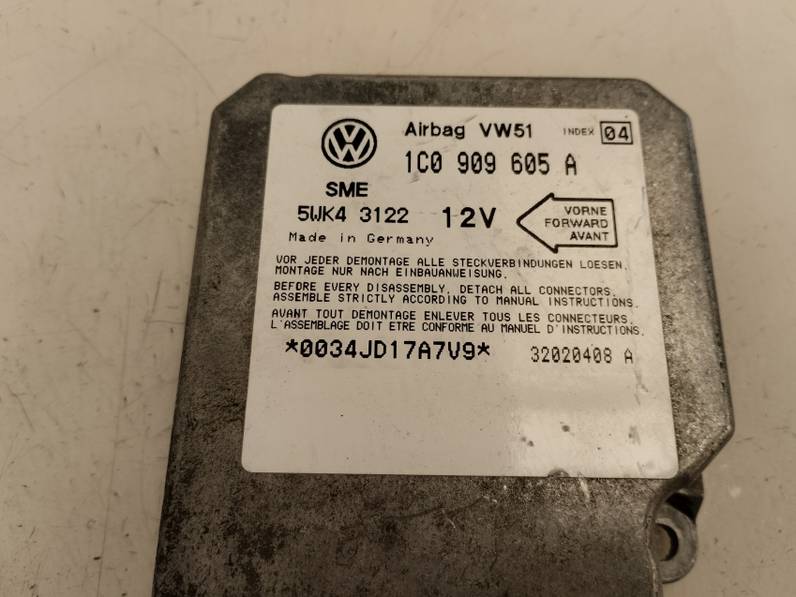 Airbag VW51 INDEX 04
1C0 909 605 A
SME
5WK4 3122 12V
VORNE
FORWARD
AVANT
Made in Germany
VOR JEDER DEMONTAGE ALLE STECKVERBINDUNGEN LOESEN.
MONTAGE NUR NACH EINBAUANWEISUNG.
BEFORE EVERY DISASSEMBLY, DETACH ALL CONNECTORS.
ASSEMBLE STRICTLY ACCORDING TO MANUAL INSTRUCTIONS.
AVANT TOUT DEMONTAGE ENLEVER TOUS LES CONNECTEURS.
L'ASSEMBLAGE DOIT ETRE CONFORME AU MANUEL D'INSTRUCTIONS.
*0034JD17A7V9* 32020408 A